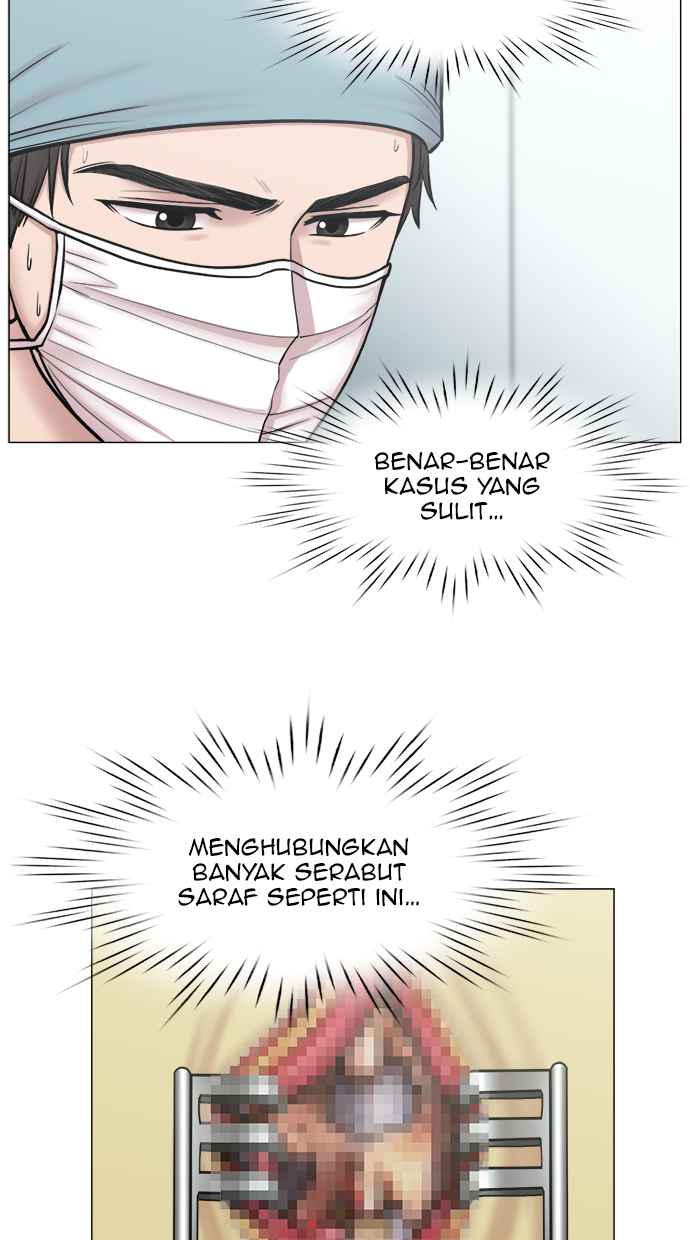 BENAR-BENAR
KASUS YANG
SULIT...
MENGHUBUNGKAN
BANYAK SERABUT
SARAF SEPERTI INI...